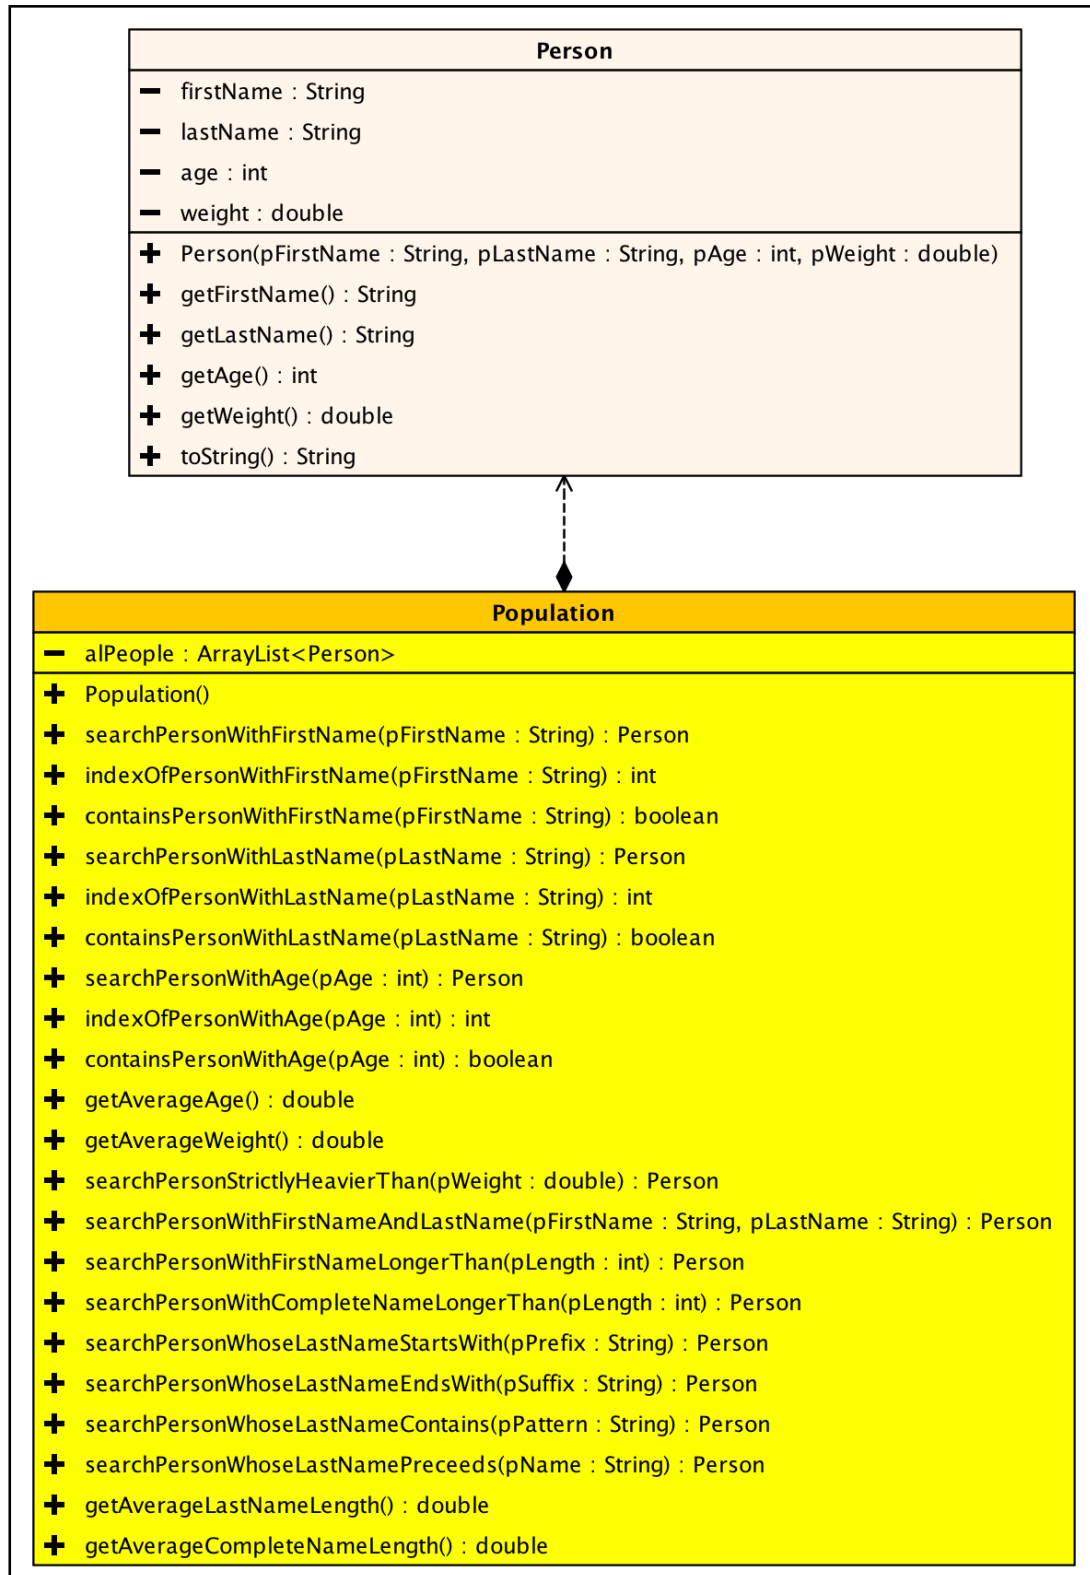 Person
− firstName : String
− lastName : String
− age : int
− weight : double
+ Person(pFirstName : String, pLastName : String, pAge : int, pWeight : double)
+ getFirstName() : String
+ getLastName() : String
+ getAge() : int
+ getWeight() : double
+ toString() : String
Population
− alPeople : ArrayList<Person>
+ Population()
+ searchPersonWithFirstName(pFirstName : String) : Person
+ indexOfPersonWithFirstName(pFirstName : String) : int
+ containsPersonWithFirstName(pFirstName : String) : boolean
+ searchPersonWithLastName(pLastName : String) : Person
+ indexOfPersonWithLastName(pLastName : String) : int
+ containsPersonWithLastName(pLastName : String) : boolean
+ searchPersonWithAge(pAge : int) : Person
+ indexOfPersonWithAge(pAge : int) : int
+ containsPersonWithAge(pAge : int) : boolean
+ getAverageAge() : double
+ getAverageWeight() : double
+ searchPersonStrictlyHeavierThan(pWeight : double) : Person
+ searchPersonWithFirstNameAndLastName(pFirstName : String, pLastName : String) : Person
+ searchPersonWithFirstNameLongerThan(pLength : int) : Person
+ searchPersonWithCompleteNameLongerThan(pLength : int) : Person
+ searchPersonWhoseLastNameStartsWith(pPrefix : String) : Person
+ searchPersonWhoseLastNameEndsWith(pSuffix : String) : Person
+ searchPersonWhoseLastNameContains(pPattern : String) : Person
+ searchPersonWhoseLastNamePreceeds(pName : String) : Person
+ getAverageLastNameLength() : double
+ getAverageCompleteNameLength() : double